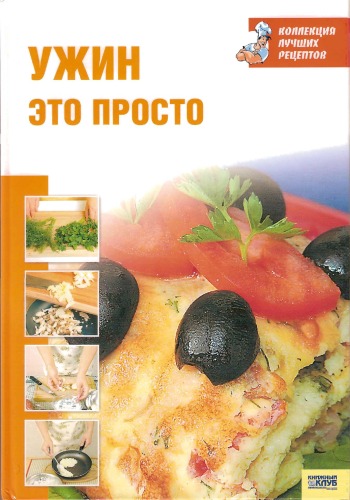 УЖИН
ЭТО ПРОСТО
КОЛЛЕКЦИЯ
ЛУЧШИХ
РЕЦЕПТОВ
КНИЖНЫЙ
КЛУБ